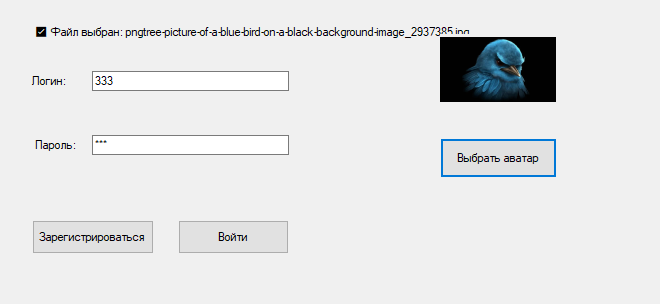 Файл выбран: pngtree-picture-of-a-blue-bird-on-a-black-background-image_2937385.jpg
Логин:
333
Пароль:
***
Выбрать аватар
Зарегистрироваться
Войти